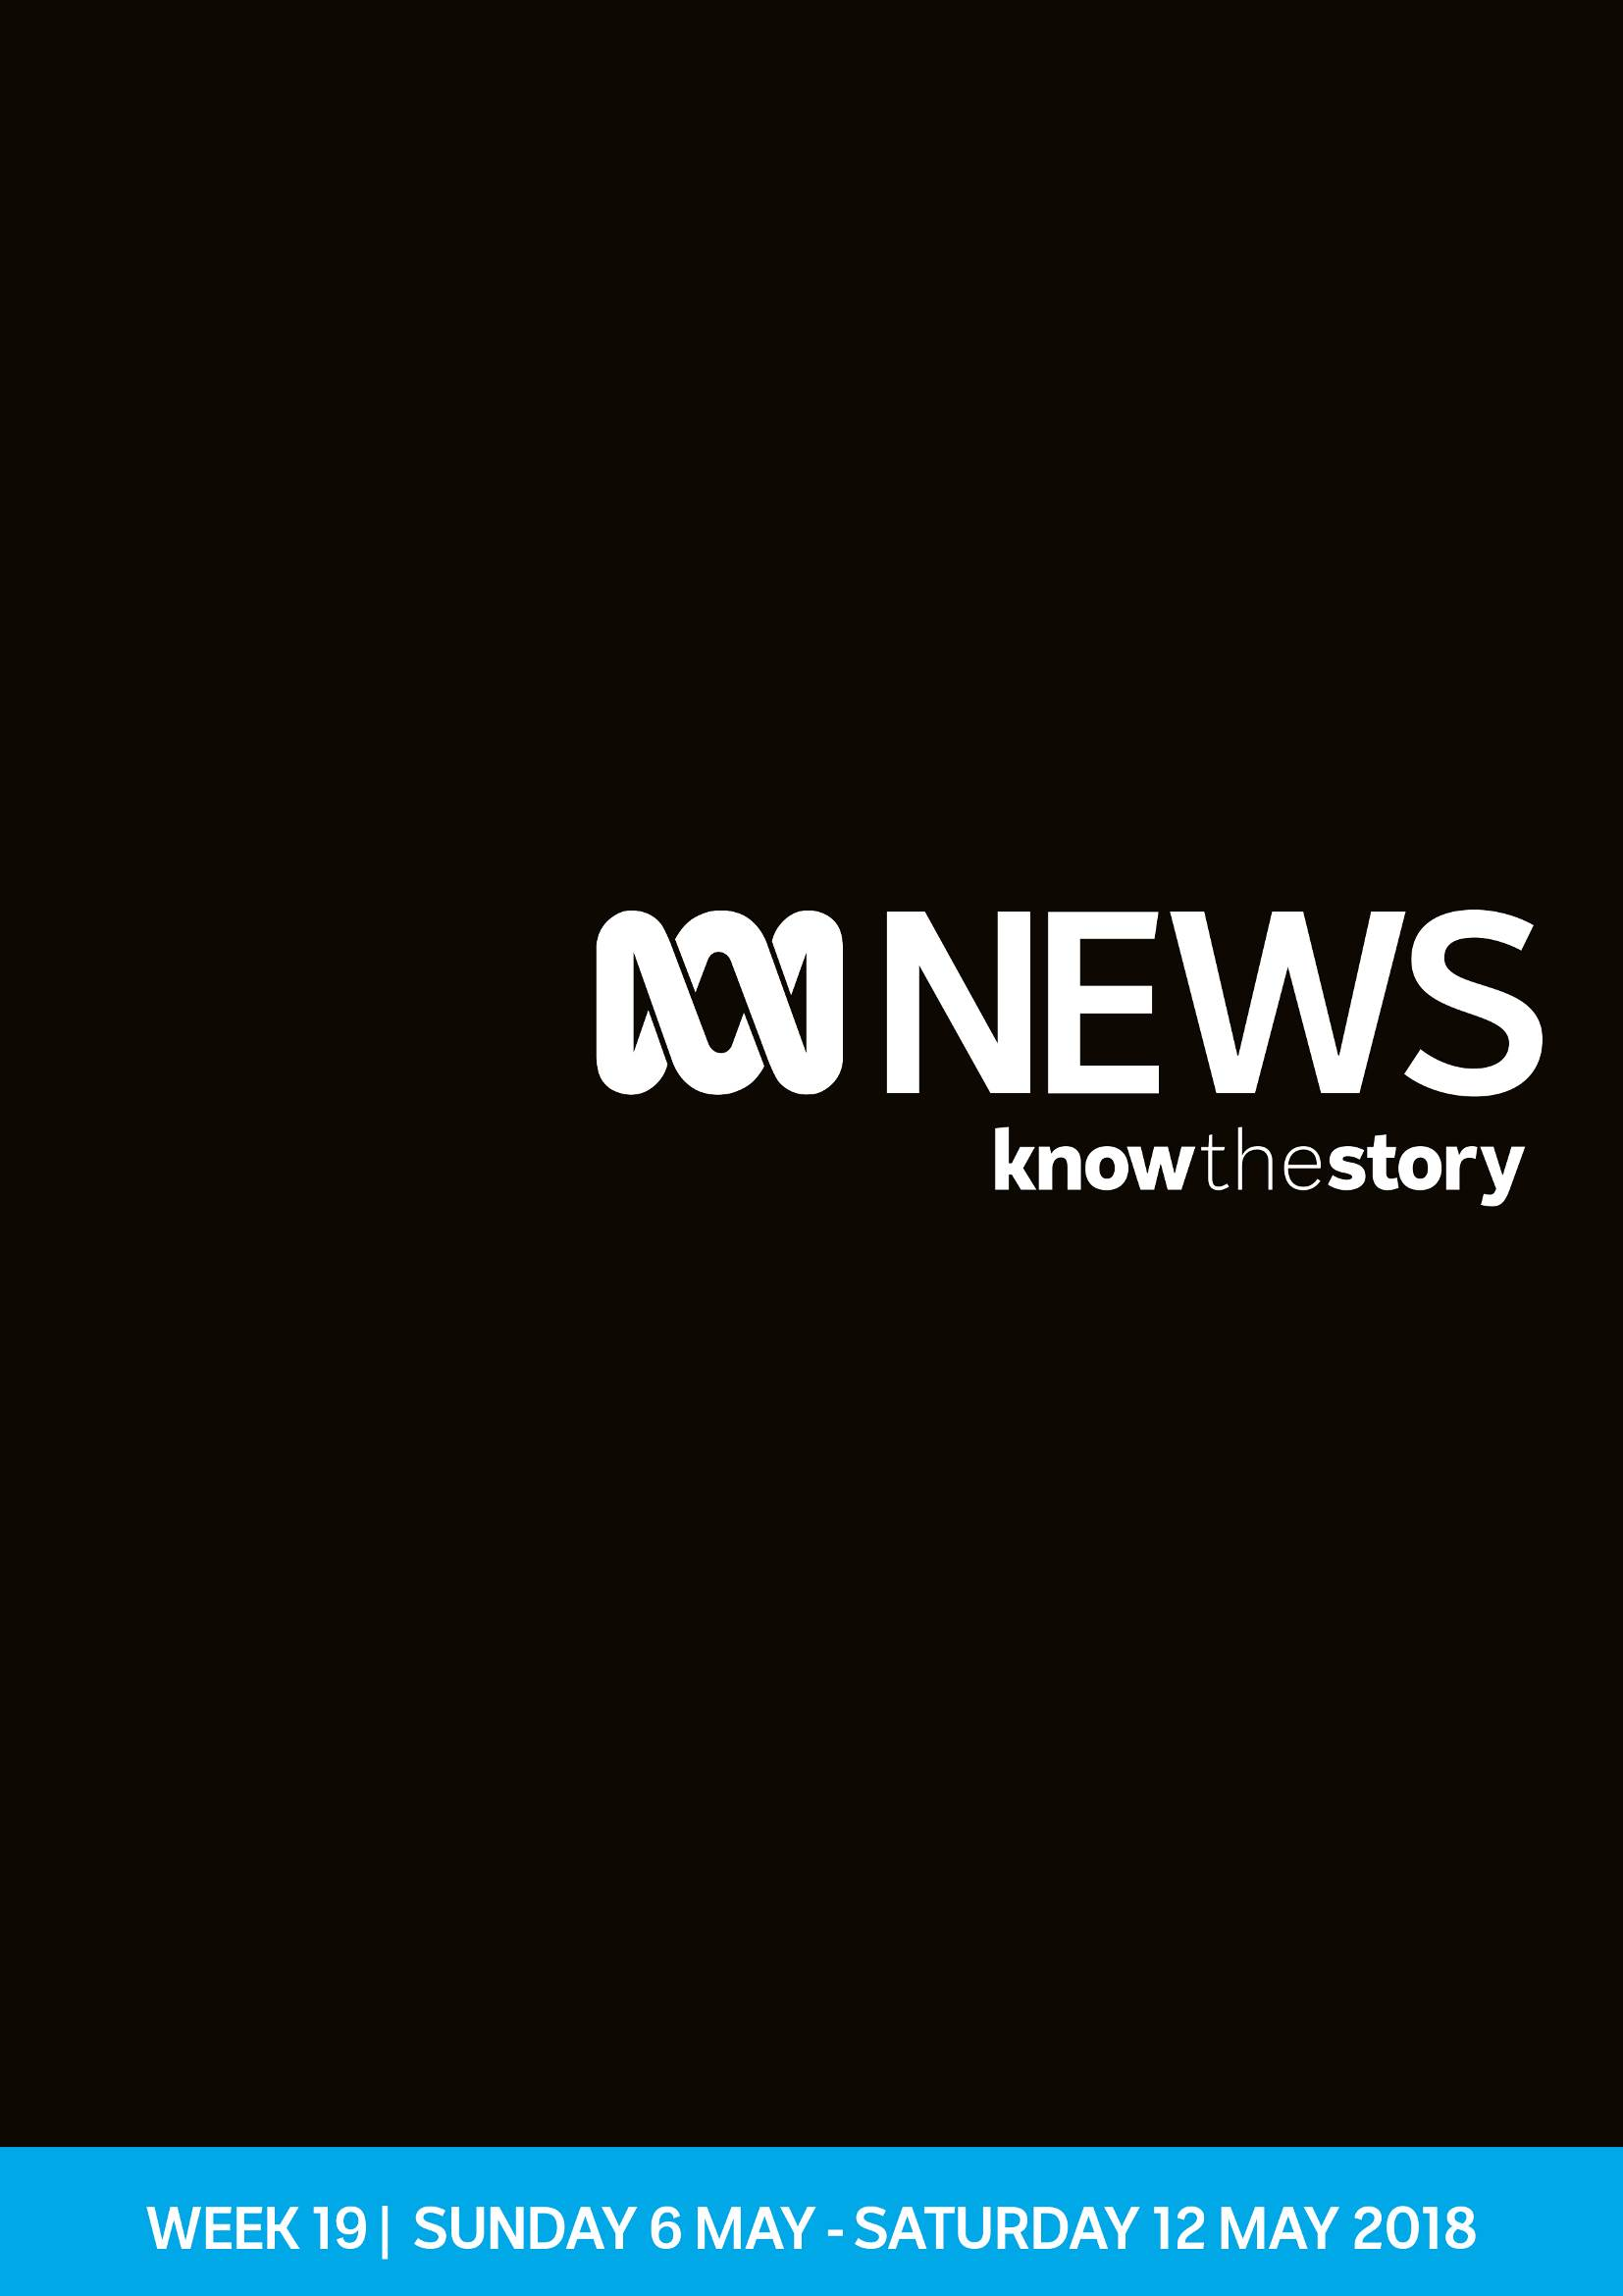 NEWS
knowthestory
WEEK 19| SUNDAY 6 MAY - SATURDAY 12 MAY 2018